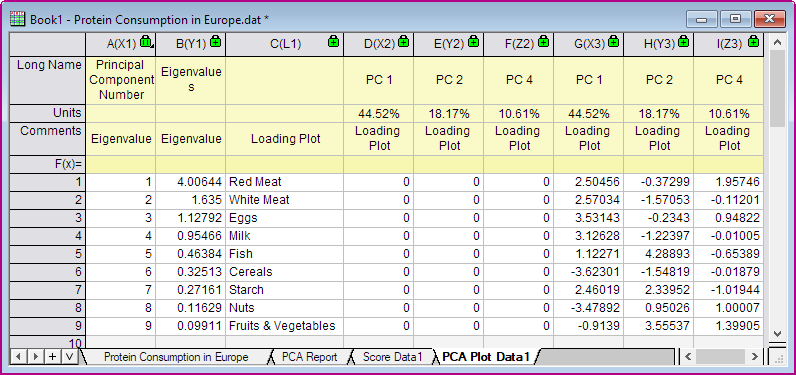 Book1 - Protein Consumption in Europe.dat *
A(X1) B(Y1) C(L1) D(X2) E(Y2) F(Z2) G(X3) H(Y3) I(Z3)
Long Name Principal Component Number Eigenvalue s PC 1 PC 2 PC 4 PC 1 PC 2 PC 4
Units 44.52% 18.17% 10.61% 44.52% 18.17% 10.61%
Comments Eigenvalue Eigenvalue Loading Plot Loading Plot Loading Plot Loading Plot Loading Plot Loading Plot Loading Plot
F(x)=
1 1 4.00644 Red Meat 0 0 0 2.50456 -0.37299 1.95746
2 2 1.635 White Meat 0 0 0 2.57034 -1.57053 -0.11201
3 3 1.12792 Eggs 0 0 0 3.53143 -0.2343 0.94822
4 4 0.95466 Milk 0 0 0 3.12628 -1.22397 -0.01005
5 5 0.46384 Fish 0 0 0 1.12271 4.28893 -0.65389
6 6 0.32513 Cereals 0 0 0 -3.62301 -1.54819 -0.01879
7 7 0.27161 Starch 0 0 0 2.46019 2.33952 -1.01944
8 8 0.11629 Nuts 0 0 0 -3.47892 0.95026 1.00007
9 9 0.09911 Fruits & Vegetables 0 0 0 -0.9139 3.55537 1.39905
10
Protein Consumption in Europe PCA Report Score Data1 PCA Plot Data1